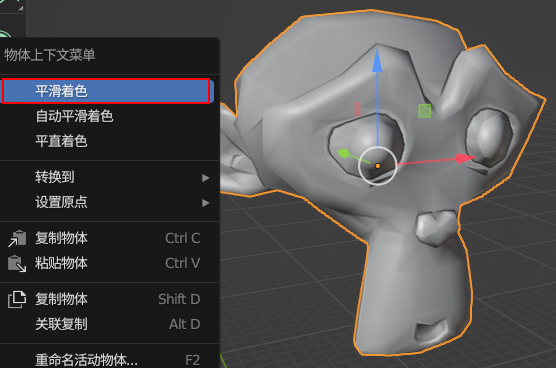 物体上下文菜单
平滑着色
自动平滑着色
平直着色
转换到
设置原点
复制物体 Ctrl C
粘贴物体 Ctrl V
复制物体 Shift D
关联复制 Alt D
重命名活动物体... F2